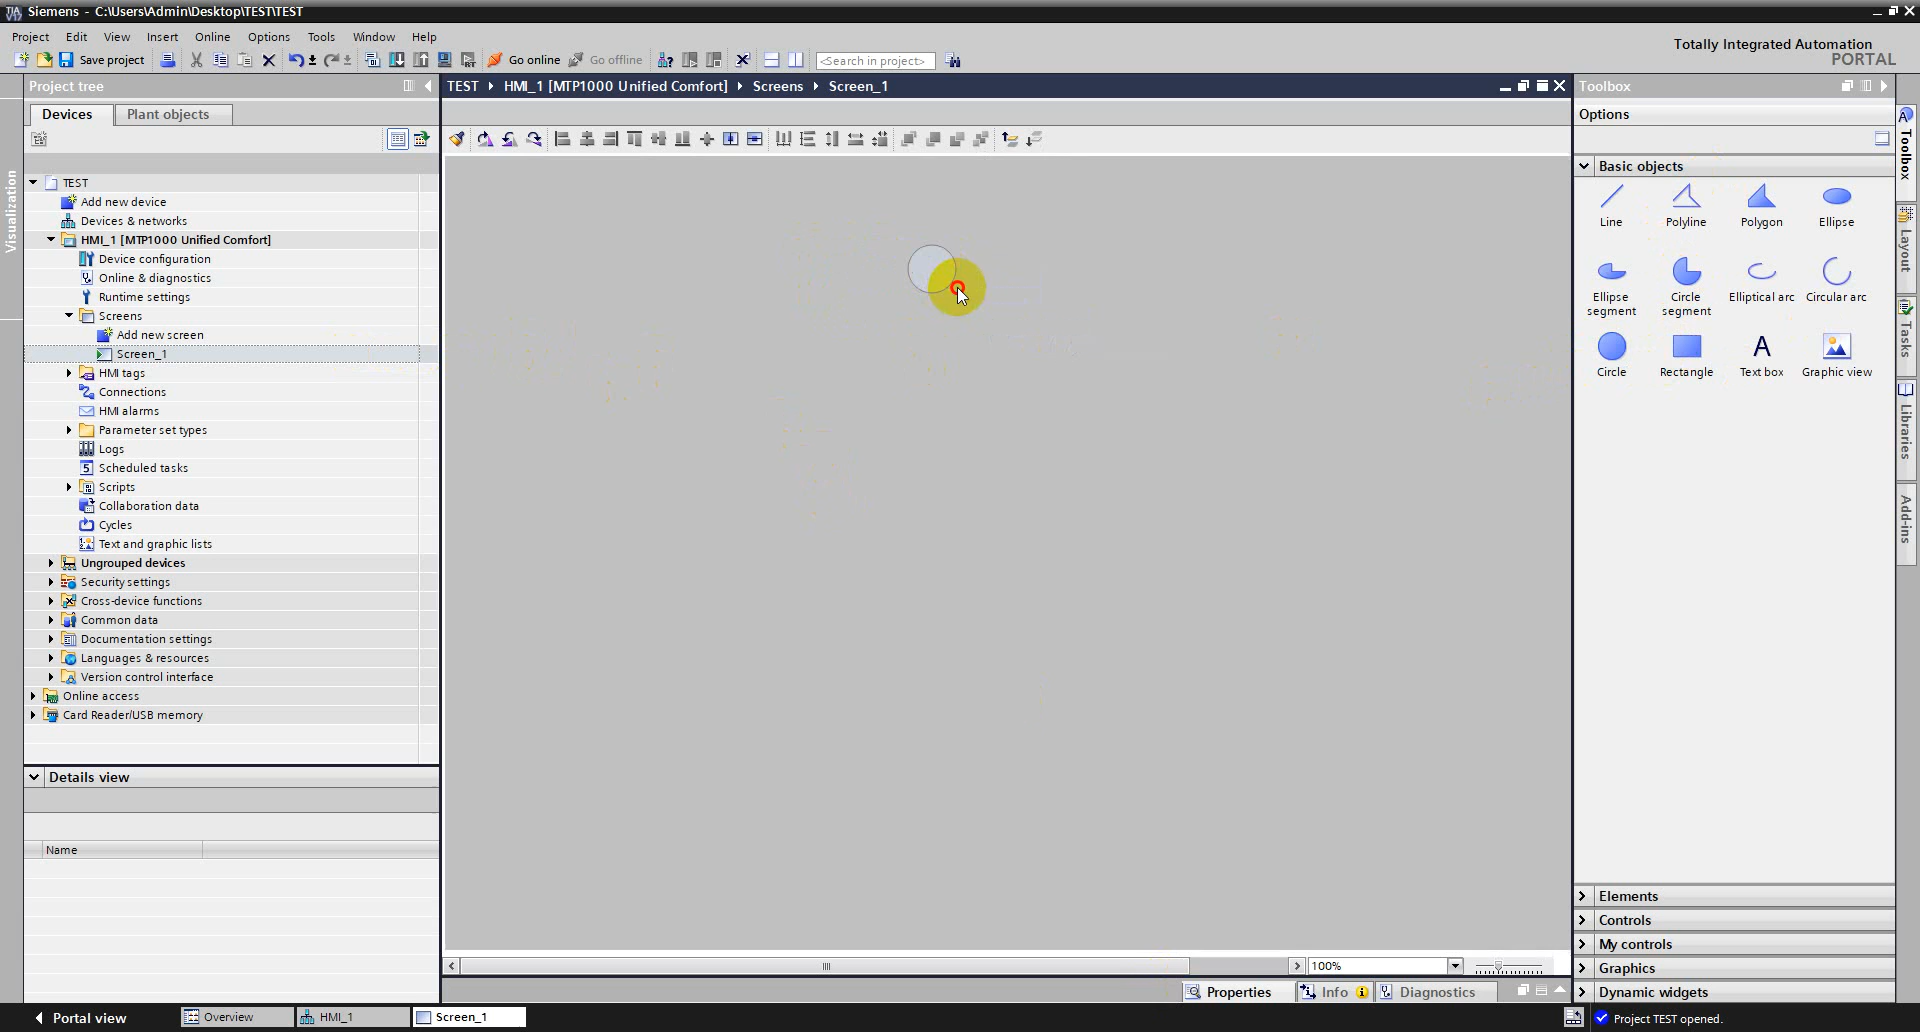 Siemens - C:\Users\Admin\Desktop\TEST\TEST
Project Edit View Insert Online Options Tools Window Help
Totally Integrated Automation
PORTAL
Save project
Go online
Go offline
<Search in project>
Project tree
Devices
Plant objects
Visualization
TEST
Add new device
Devices & networks
HMI_1 [MTP1000 Unified Comfort]
Device configuration
Online & diagnostics
Runtime settings
Screens
Add new screen
Screen_1
HMI tags
Connections
HMI alarms
Parameter set types
Logs
Scheduled tasks
Scripts
Collaboration data
Cycles
Text and graphic lists
Ungrouped devices
Security settings
Cross-device functions
Common data
Documentation settings
Languages & resources
Version control interface
Online access
Card Reader/USB memory
Details view
Name
TEST HMI_1 [MTP1000 Unified Comfort] Screens Screen_1
100%
Properties
Info
Diagnostics
Toolbox
Options
Basic objects
Line Polyline Polygon Ellipse
Ellipse segment
Circle segment
Elliptical arc
Circular arc
Circle Rectangle Text box Graphic view
Elements
Controls
My controls
Graphics
Dynamic widgets
Toolbox
Layout
Tasks
Libraries
Add-ins
Portal view
Overview
HMI_1
Screen_1
Project TEST opened.